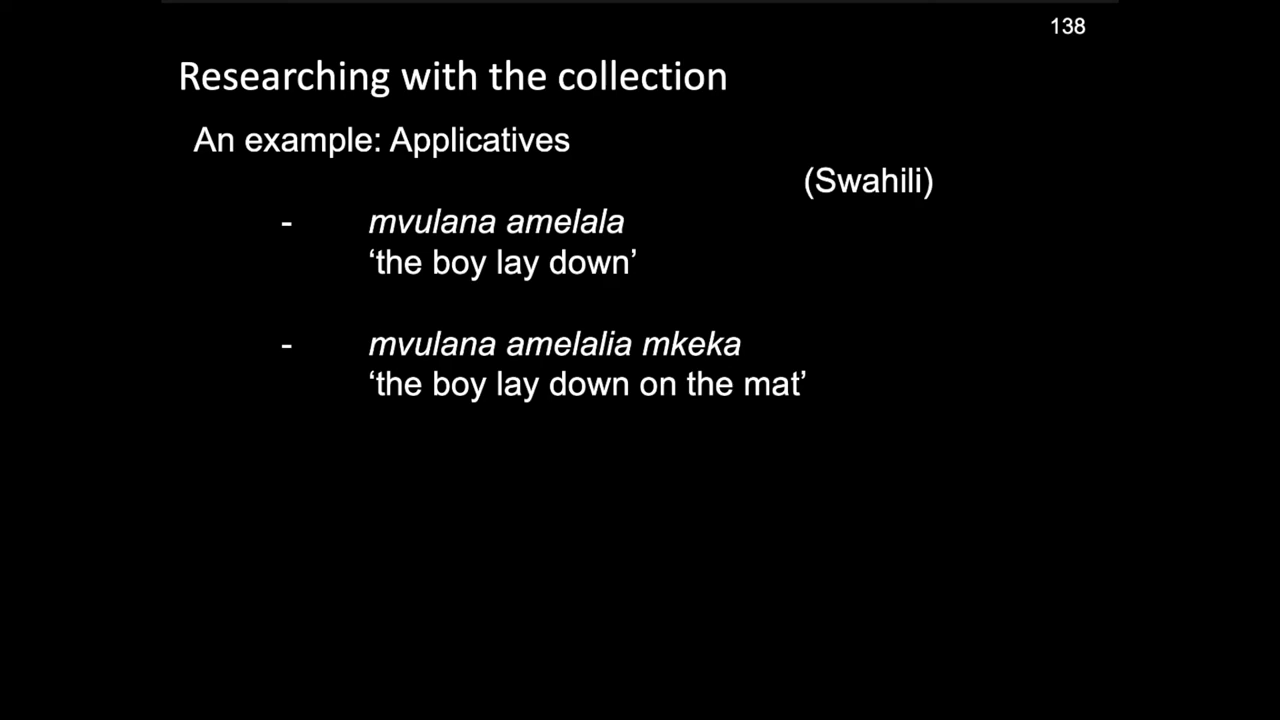 138
Researching with the collection
An example: Applicatives
(Swahili)
- mvulana amelala
‘the boy lay down’
- mvulana amelalia mkeka
‘the boy lay down on the mat’